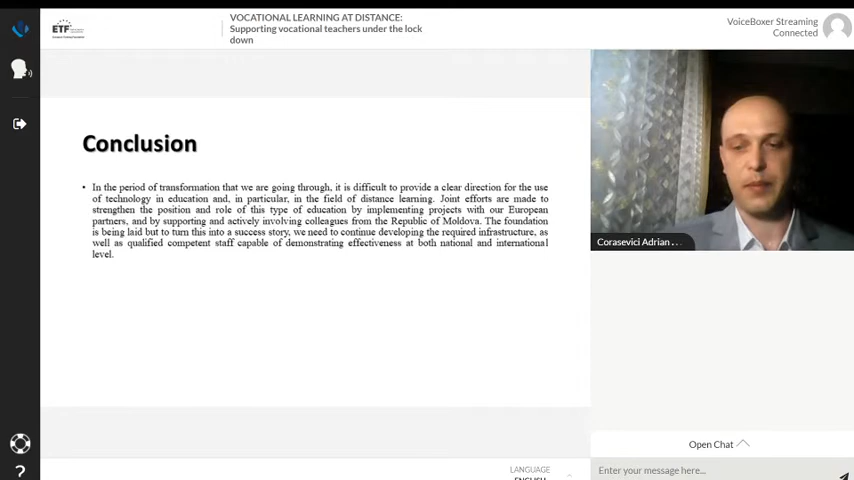 ETF
VOCATIONAL LEARNING AT DISTANCE:
Supporting vocational teachers under the lock
down
VoiceBoxer Streaming
Connected
Conclusion
• In the period of transformation that we are going through, it is difficult to provide a clear direction for the use
of technology in education and, in particular, in the field of distance learning. Joint efforts are made to
strengthen the position and role of this type of education by implementing projects with our European
partners, and by supporting and actively involving colleagues from the Republic of Moldova. The foundation
is being laid but to turn this into a success story, we need to continue developing the required infrastructure, as
well as qualified competent staff capable of demonstrating effectiveness at both national and international
level.
Corasevici Adrian . . .
Open Chat
Enter your message here...
LANGUAGE
ENGLISH
?